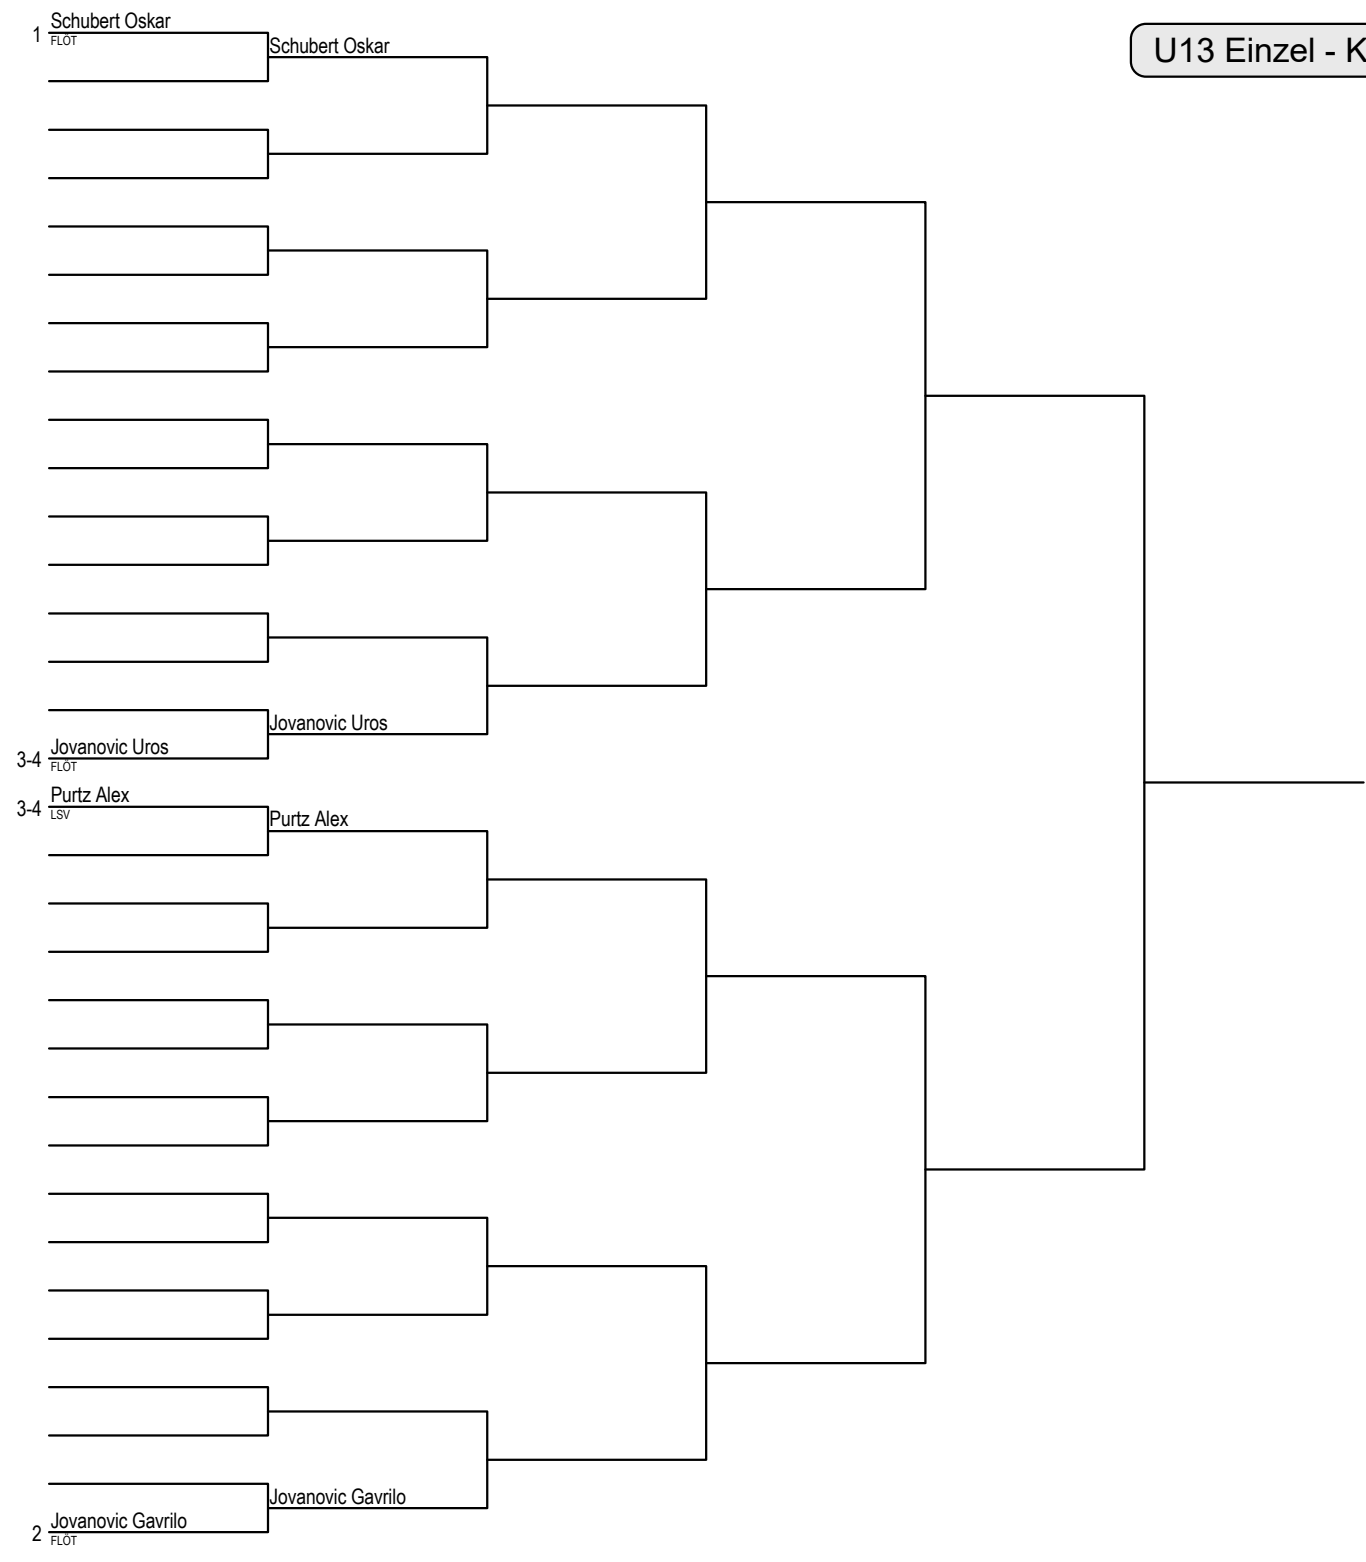 Schubert Oskar
1
FLÖT
Schubert Oskar
U13 Einzel - K
Jovanovic Uros
Jovanovic Uros
3-4
FLÖT
Purtz Alex
3-4
LSV
Purtz Alex
Jovanovic Gavrilo
Jovanovic Gavrilo
2
FLÖT